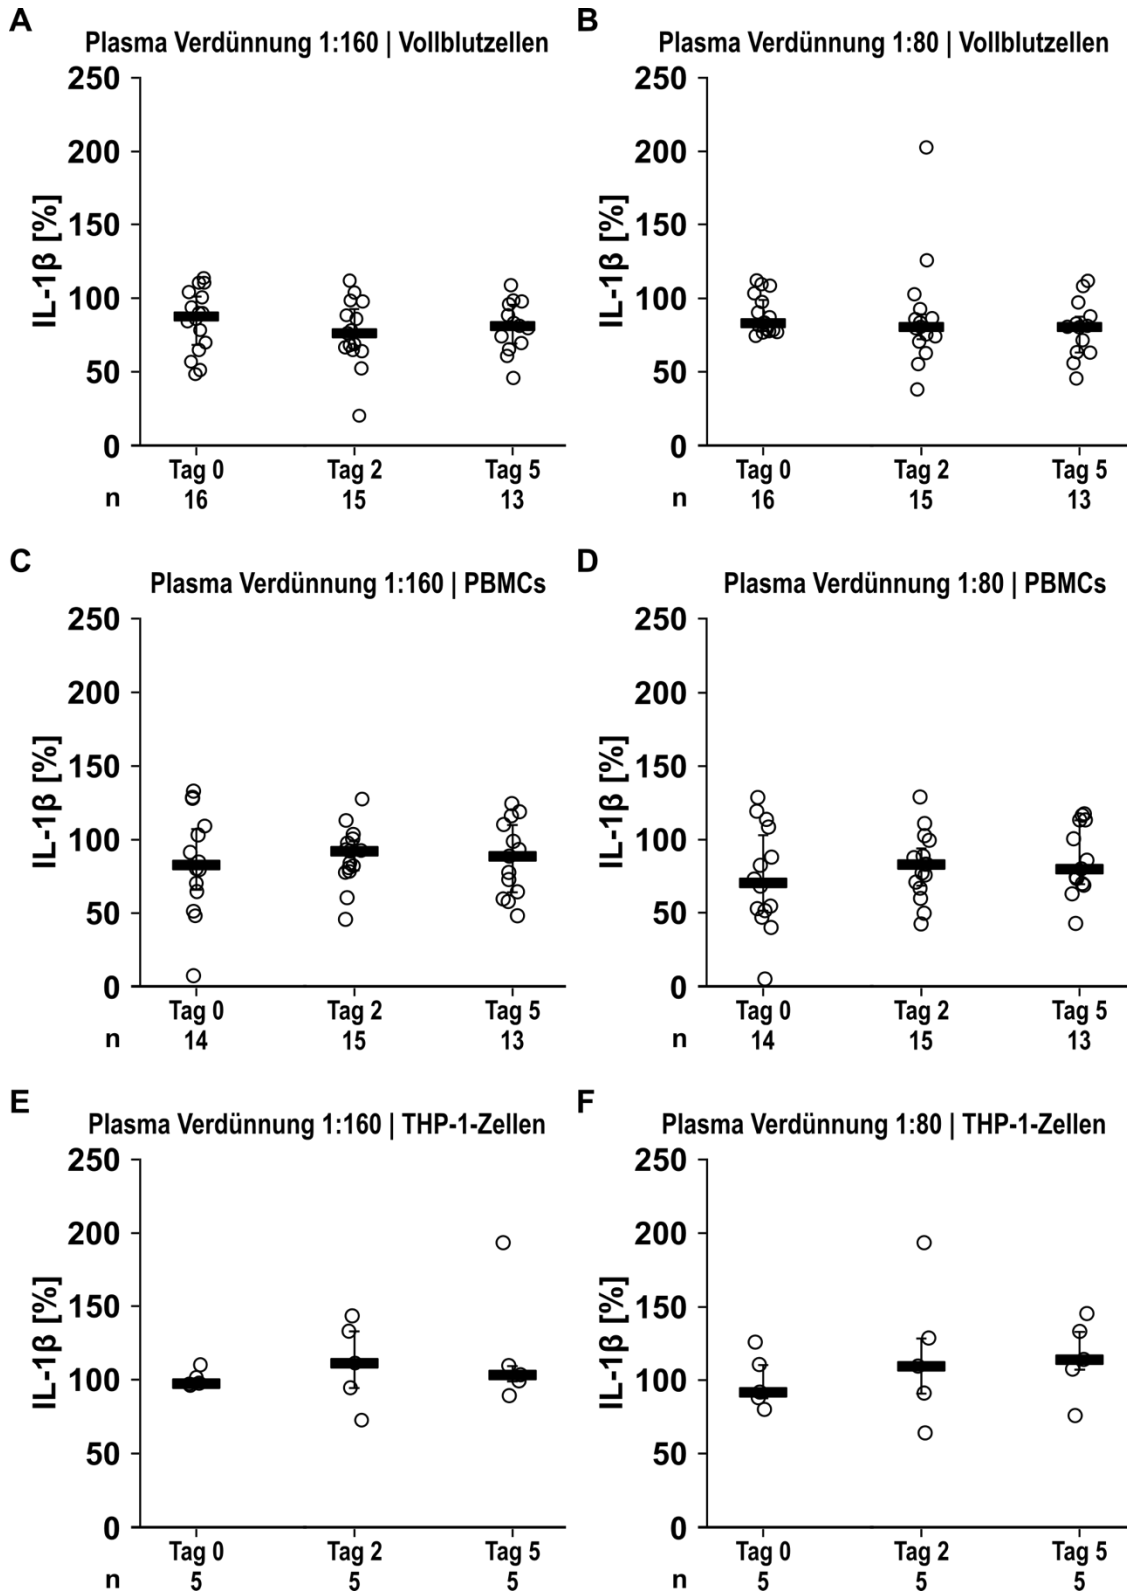 A
Plasma Verdünnung 1:160 | Vollblutzellen
250
200
150
100
50
0
IL-1β [%]
Tag 0 Tag 2 Tag 5
n 16 15 13
B
Plasma Verdünnung 1:80 | Vollblutzellen
250
200
150
100
50
0
IL-1β [%]
Tag 0 Tag 2 Tag 5
n 16 15 13
C
Plasma Verdünnung 1:160 | PBMCs
250
200
150
100
50
0
IL-1β [%]
Tag 0 Tag 2 Tag 5
n 14 15 13
D
Plasma Verdünnung 1:80 | PBMCs
250
200
150
100
50
0
IL-1β [%]
Tag 0 Tag 2 Tag 5
n 14 15 13
E
Plasma Verdünnung 1:160 | THP-1-Zellen
250
200
150
100
50
0
IL-1β [%]
Tag 0 Tag 2 Tag 5
n 5 5 5
F
Plasma Verdünnung 1:80 | THP-1-Zellen
250
200
150
100
50
0
IL-1β [%]
Tag 0 Tag 2 Tag 5
n 5 5 5